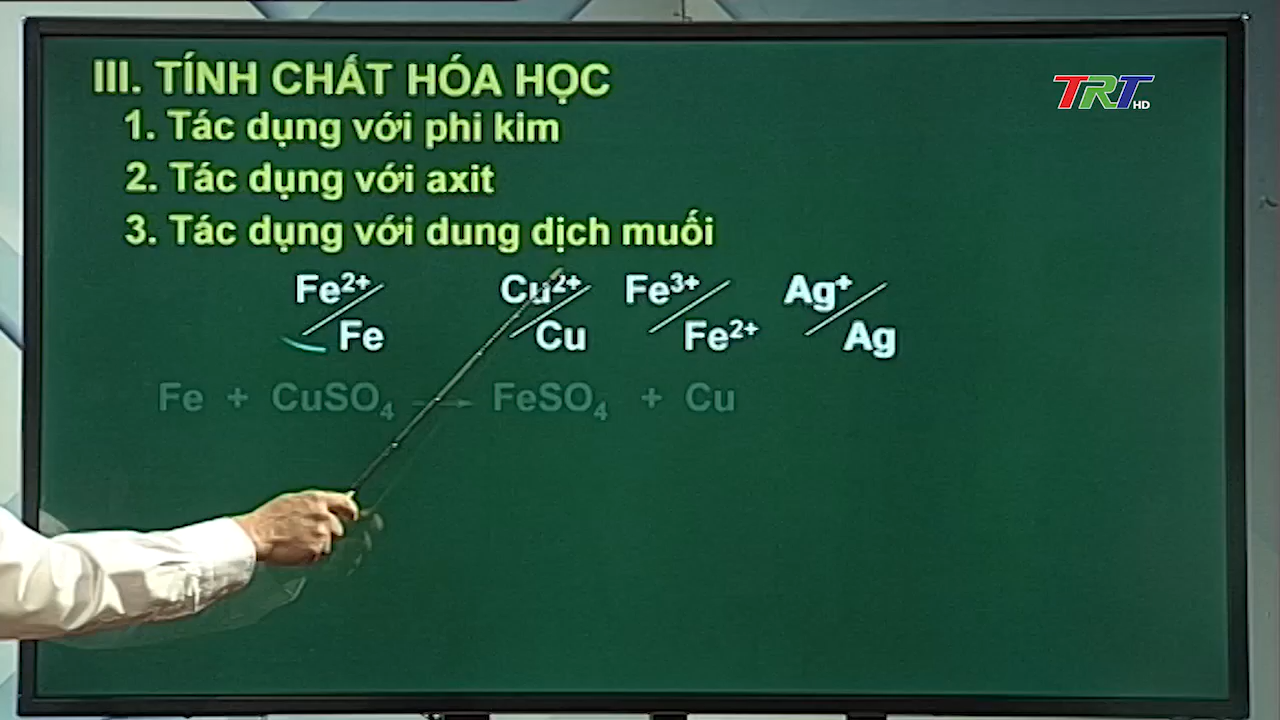 III. TÍNH CHẤT HÓA HỌC
TRT HD
1. Tác dụng với phi kim
2. Tác dụng với axit
3. Tác dụng với dung dịch muối
Fe²⁺/Fe Cu²⁺/Cu Fe³⁺/Fe²⁺ Ag⁺/Ag
Fe + CuSO₄ → FeSO₄ + Cu